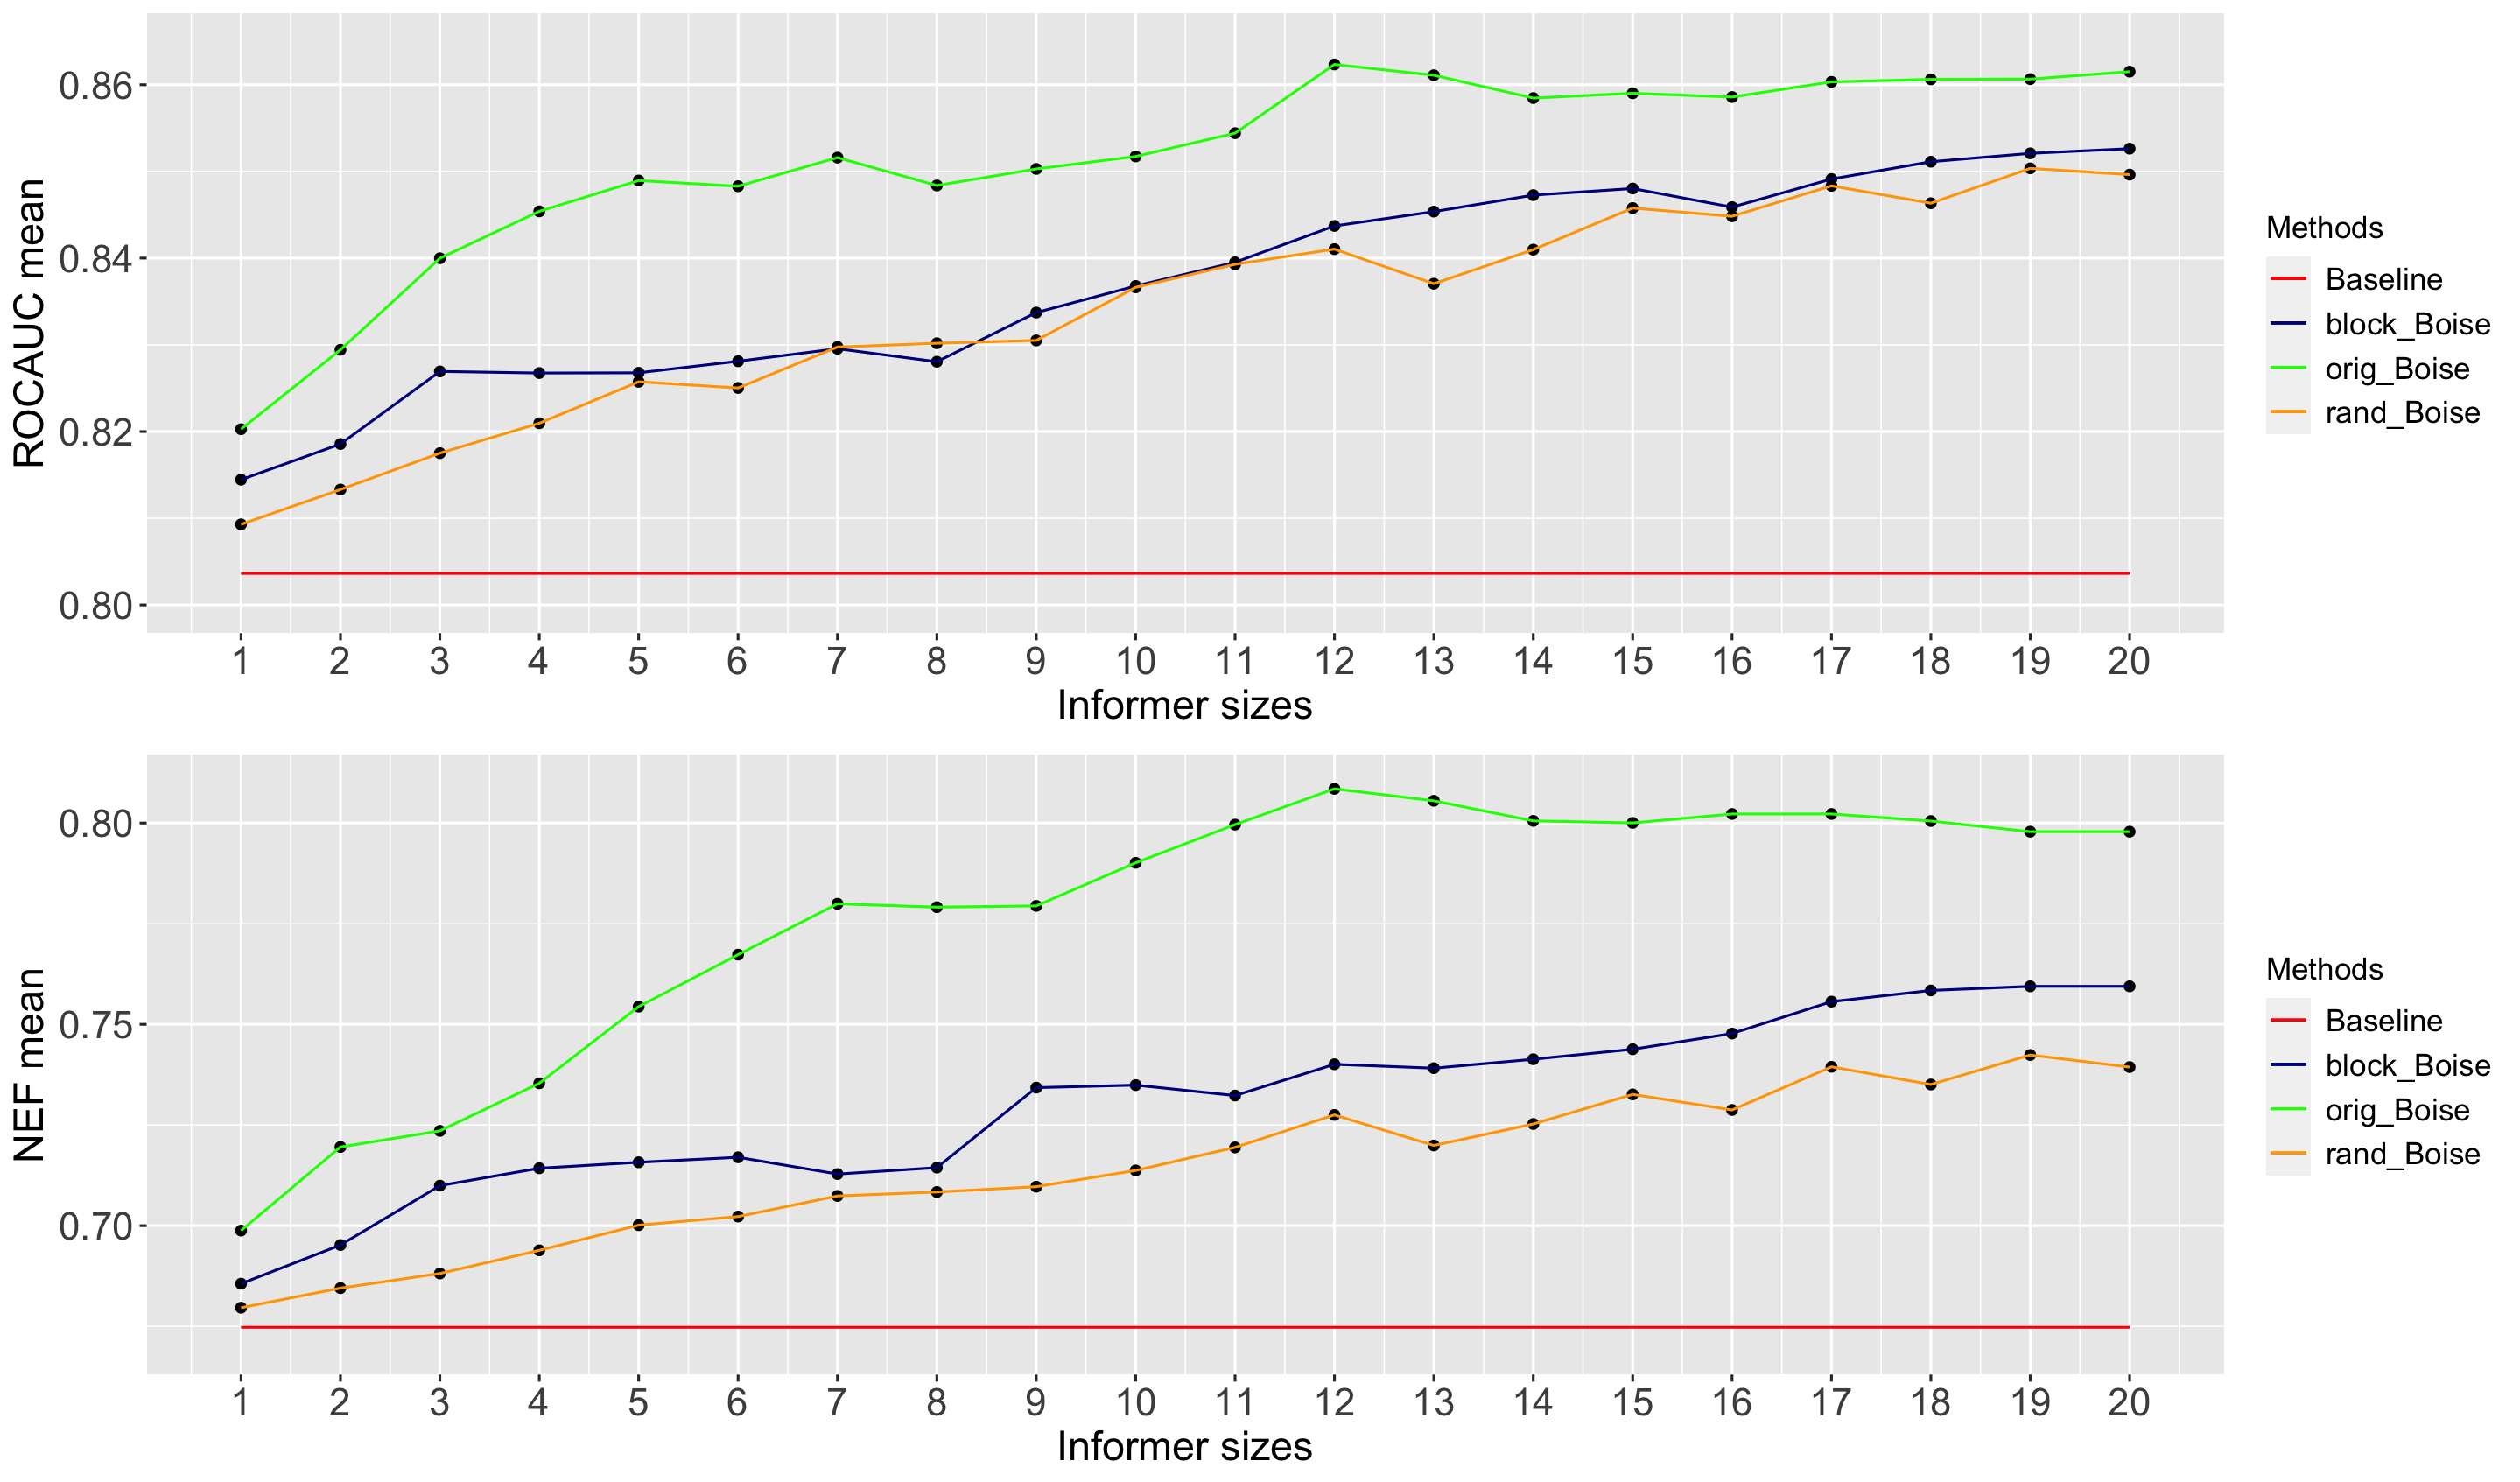 ROCAUC mean
0.86
0.84
0.82
0.80
1 2 3 4 5 6 7 8 9 10 11 12 13 14 15 16 17 18 19 20
Informer sizes
Methods
Baseline
block_Boise
orig_Boise
rand_Boise
NEF mean
0.80
0.75
0.70
1 2 3 4 5 6 7 8 9 10 11 12 13 14 15 16 17 18 19 20
Informer sizes
Methods
Baseline
block_Boise
orig_Boise
rand_Boise